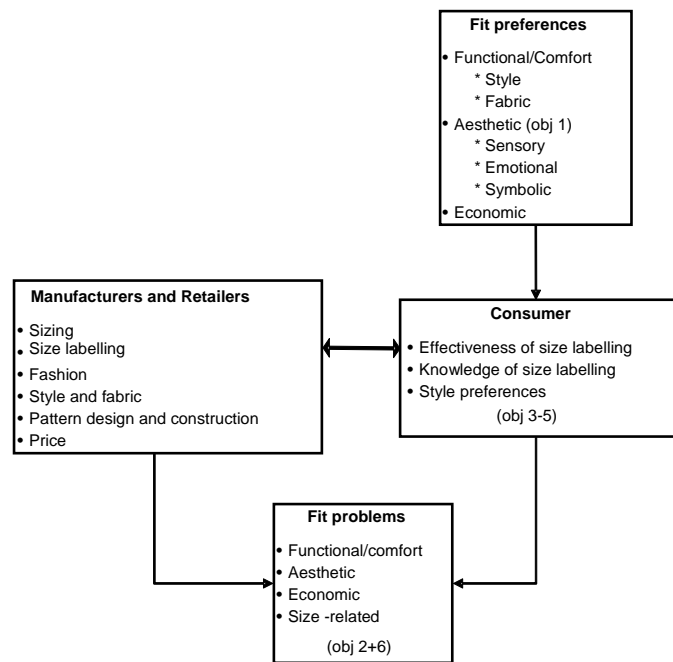 Fit preferences
• Functional/Comfort
* Style
* Fabric
• Aesthetic (obj 1)
* Sensory
* Emotional
* Symbolic
• Economic
Manufacturers and Retailers
• Sizing
• Size labelling
• Fashion
• Style and fabric
• Pattern design and construction
• Price
Consumer
• Effectiveness of size labelling
• Knowledge of size labelling
• Style preferences
(obj 3-5)
Fit problems
• Functional/comfort
• Aesthetic
• Economic
• Size -related
(obj 2+6)